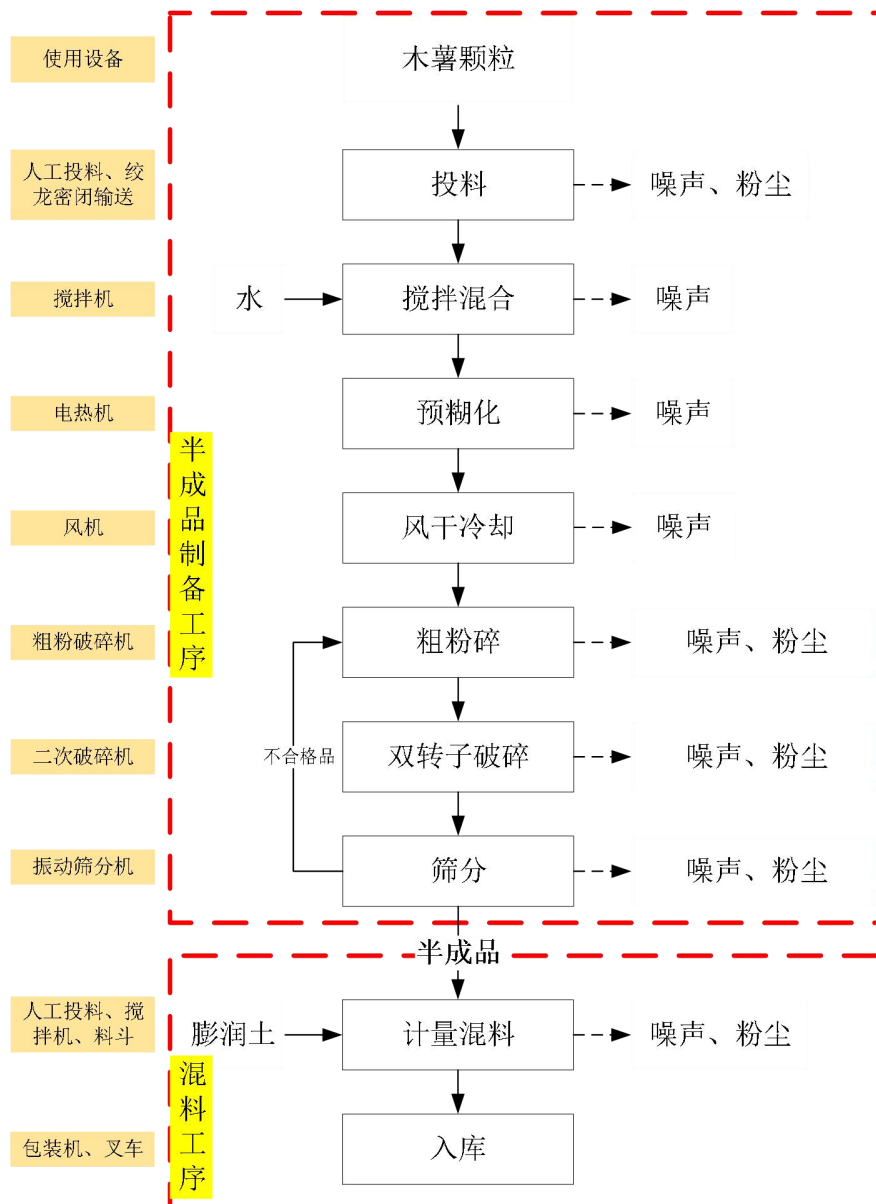 使用设备
木薯颗粒
人工投料、绞
龙密闭输送
投料
噪声、粉尘
搅拌机
水
搅拌混合
噪声
电热机
预糊化
噪声
半成品制备工序
风机
风干冷却
噪声
粗粉破碎机
粗粉碎
噪声、粉尘
二次破碎机
不合格品
双转子破碎
噪声、粉尘
振动筛分机
筛分
噪声、粉尘
半成品
人工投料、搅
拌机、料斗
膨润土
计量混料
噪声、粉尘
混料工序
包装机、叉车
入库